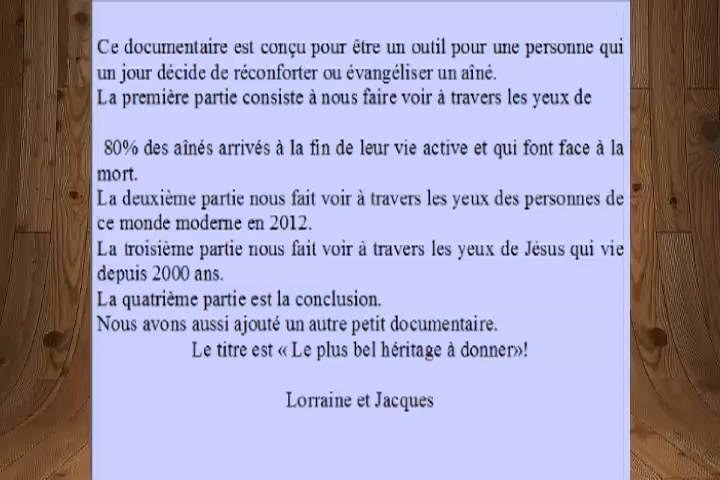 Ce documentaire est conçu pour être un outil pour une personne qui
un jour décide de réconforter ou évangéliser un aîné.
La première partie consiste à nous faire voir à travers les yeux de
80% des aînés arrivés à la fin de leur vie active et qui font face à la
mort.
La deuxième partie nous fait voir à travers les yeux des personnes de
ce monde moderne en 2012.
La troisième partie nous fait voir à travers les yeux de Jésus qui vie
depuis 2000 ans.
La quatrième partie est la conclusion.
Nous avons aussi ajouté un autre petit documentaire.
Le titre est « Le plus bel héritage à donner»!
Lorraine et Jacques